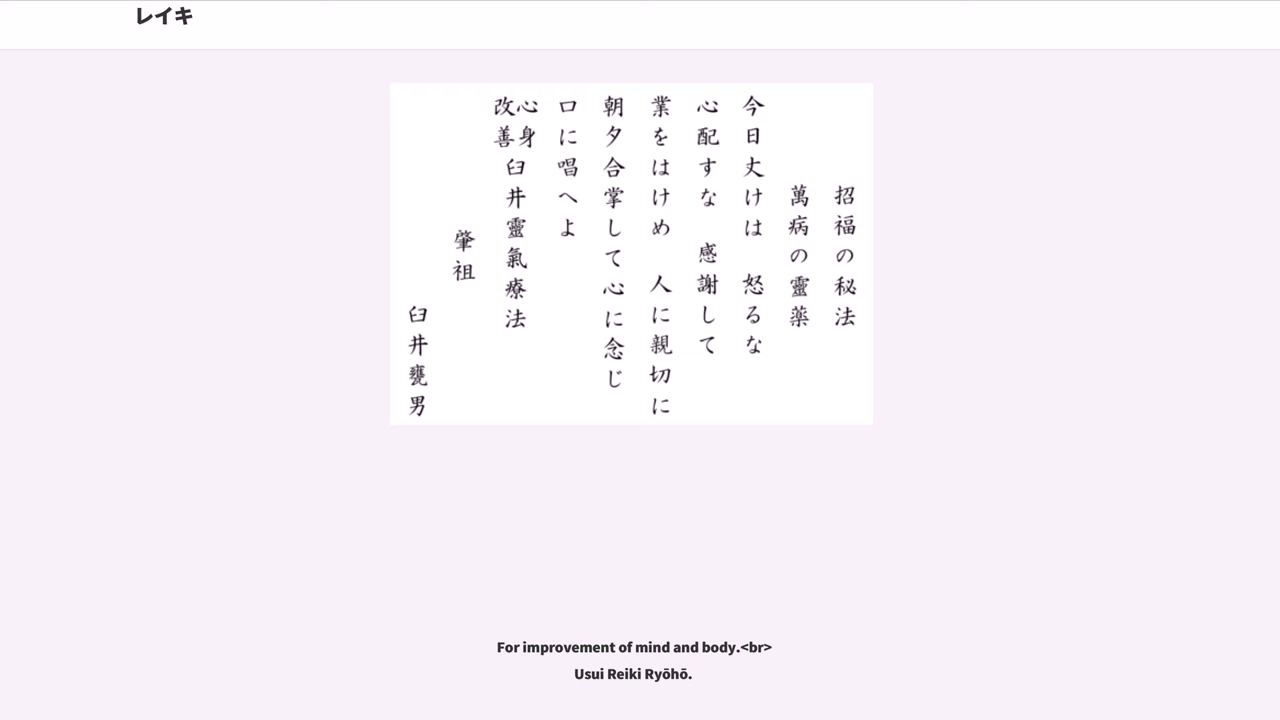 レイキ
招福の秘法
萬病の靈薬
今日丈けは 怒るな
心配すな 感謝して
業をはけめ 人に親切に
朝夕合掌して心に念じ
口に唱へよ
心身改善臼井靈氣療法
肇祖
臼井甕男
For improvement of mind and body.<br>
Usui Reiki Ryōhō.